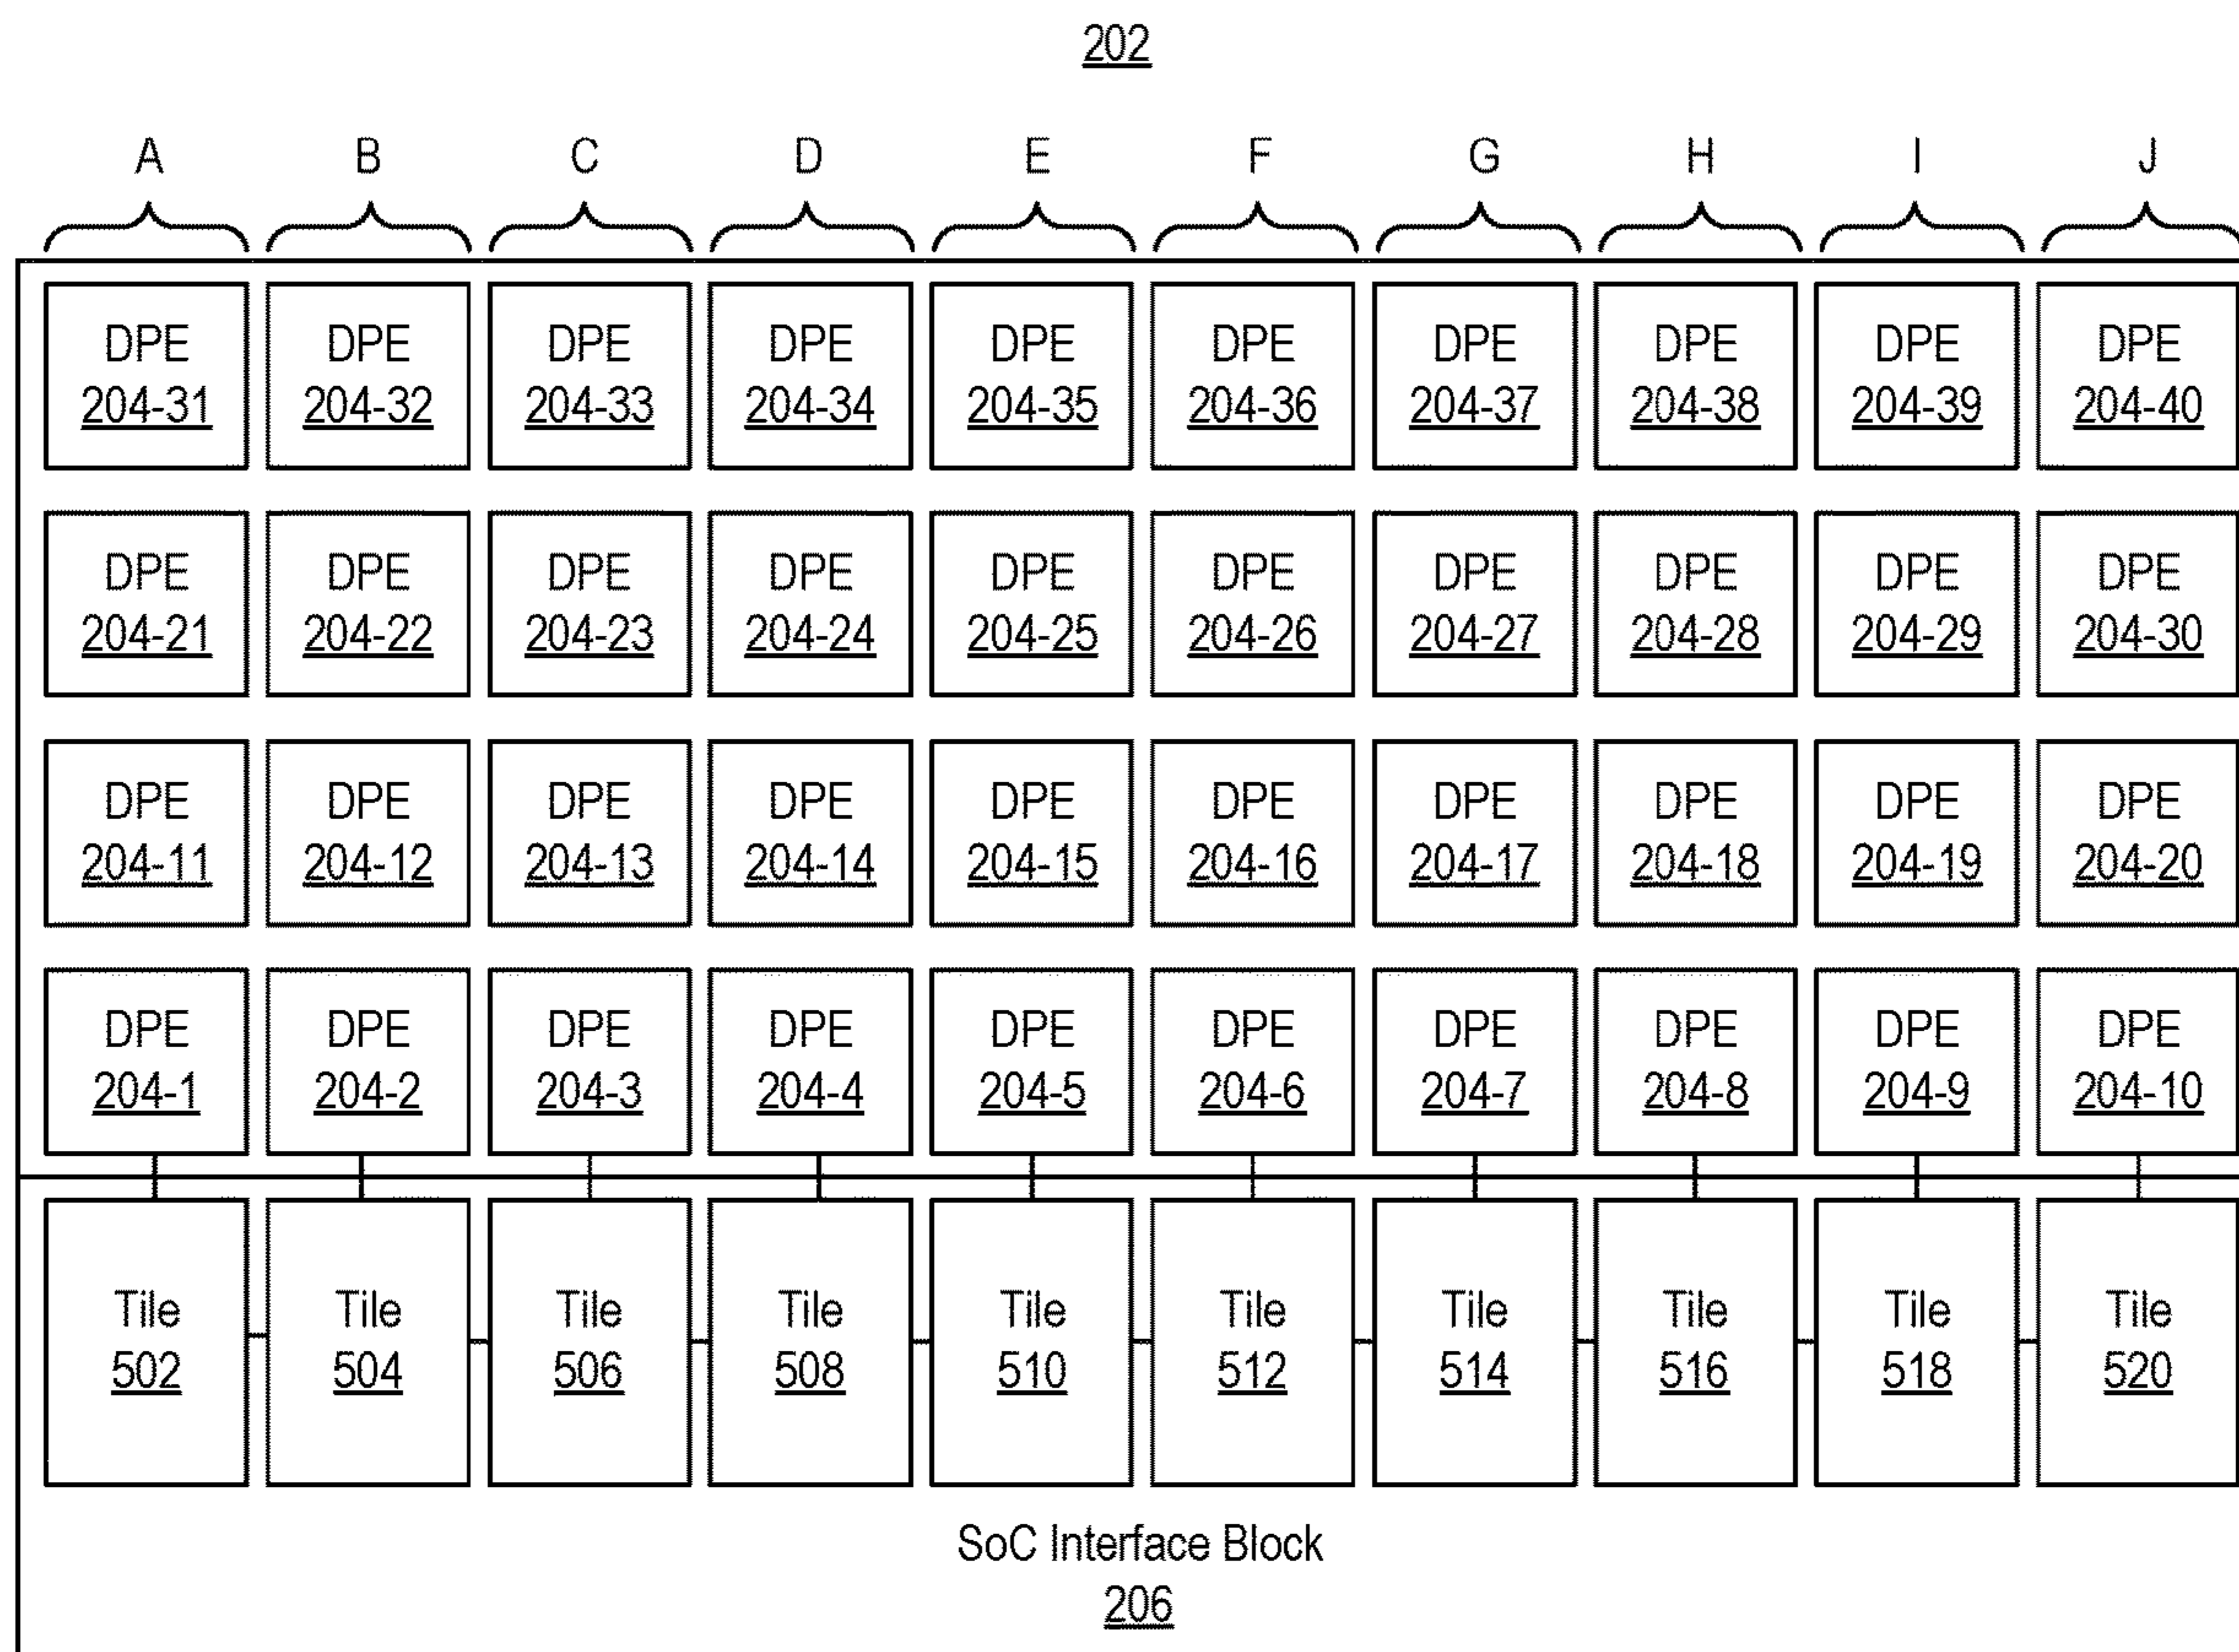 202
A B C D E F G H I J
DPE DPE DPE DPE DPE DPE DPE DPE DPE DPE
204-31 204-32 204-33 204-34 204-35 204-36 204-37 204-38 204-39 204-40
DPE DPE DPE DPE DPE DPE DPE DPE DPE DPE
204-21 204-22 204-23 204-24 204-25 204-26 204-27 204-28 204-29 204-30
DPE DPE DPE DPE DPE DPE DPE DPE DPE DPE
204-11 204-12 204-13 204-14 204-15 204-16 204-17 204-18 204-19 204-20
DPE DPE DPE DPE DPE DPE DPE DPE DPE DPE
204-1 204-2 204-3 204-4 204-5 204-6 204-7 204-8 204-9 204-10
Tile Tile Tile Tile Tile Tile Tile Tile Tile Tile
502 504 506 508 510 512 514 516 518 520
SoC Interface Block
206